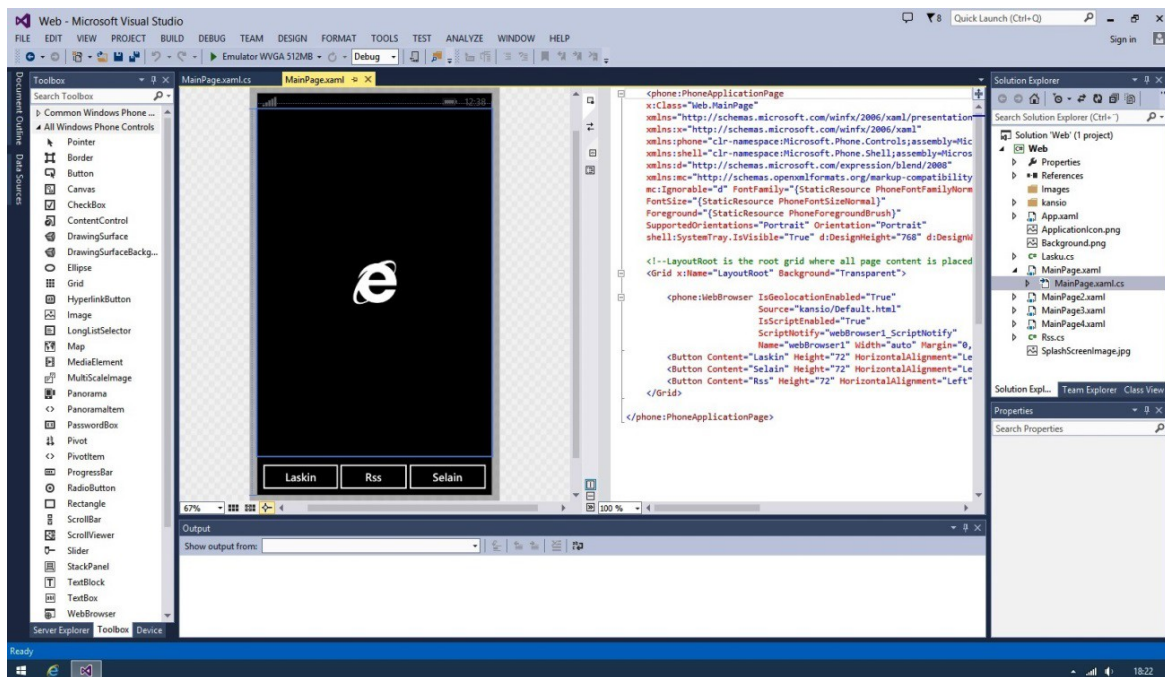 Web - Microsoft Visual Studio
8
Quick Launch (Ctrl+Q)
FILE EDIT VIEW PROJECT BUILD DEBUG TEAM DESIGN FORMAT TOOLS TEST ANALYZE WINDOW HELP
Sign in
Emulator WVGA 512MB
Debug
Document Outline
Data Sources
Toolbox
Search Toolbox
Common Windows Phone ...
All Windows Phone Controls
Pointer
Border
Button
Canvas
CheckBox
ContentControl
DrawingSurface
DrawingSurfaceBackg...
Ellipse
Grid
HyperlinkButton
Image
LongListSelector
Map
MediaElement
MultiScaleImage
Panorama
PanoramaItem
PasswordBox
Pivot
PivotItem
ProgressBar
RadioButton
Rectangle
ScrollBar
ScrollViewer
Slider
StackPanel
TextBlock
TextBox
WebBrowser
Server Explorer Toolbox Device
MainPage.xaml.cs
MainPage.xaml
12:38
Laskin
Rss
Selain
67%
<phone:PhoneApplicationPage
x:Class="Web.MainPage"
xmlns="http://schemas.microsoft.com/winfx/2006/xaml/presentation
xmlns:x="http://schemas.microsoft.com/winfx/2006/xaml"
xmlns:phone="clr-namespace:Microsoft.Phone.Controls;assembly=Mic
xmlns:shell="clr-namespace:Microsoft.Phone.Shell;assembly=Micros
xmlns:d="http://schemas.microsoft.com/expression/blend/2008"
xmlns:mc="http://schemas.openxmlformats.org/markup-compatibility
mc:Ignorable="d" FontFamily="{StaticResource PhoneFontFamilyNorm
FontSize="{StaticResource PhoneFontSizeNormal}"
Foreground="{StaticResource PhoneForegroundBrush}"
SupportedOrientations="Portrait" Orientation="Portrait"
shell:SystemTray.IsVisible="True" d:DesignHeight="768" d:DesignW
<!--LayoutRoot is the root grid where all page content is placed
<Grid x:Name="LayoutRoot" Background="Transparent">
<phone:WebBrowser IsGeolocationEnabled="True"
Source="kansio/Default.html"
IsScriptEnabled="True"
ScriptNotify="webBrowser1_ScriptNotify"
Name="webBrowser1" Width="auto" Margin="0,
<Button Content="Laskin" Height="72" HorizontalAlignment="Le
<Button Content="Selain" Height="72" HorizontalAlignment="Le
<Button Content="Rss" Height="72" HorizontalAlignment="Left"
</Grid>
</phone:PhoneApplicationPage>
100 %
Output
Show output from:
Solution Explorer
Search Solution Explorer (Ctrl+¨)
Solution 'Web' (1 project)
Web
Properties
References
Images
kansio
App.xaml
ApplicationIcon.png
Background.png
Lasku.cs
MainPage.xaml
MainPage.xaml.cs
MainPage2.xaml
MainPage3.xaml
MainPage4.xaml
Rss.cs
SplashScreenImage.jpg
Solution Expl... Team Explorer Class View
Properties
Search Properties
Ready
18:22